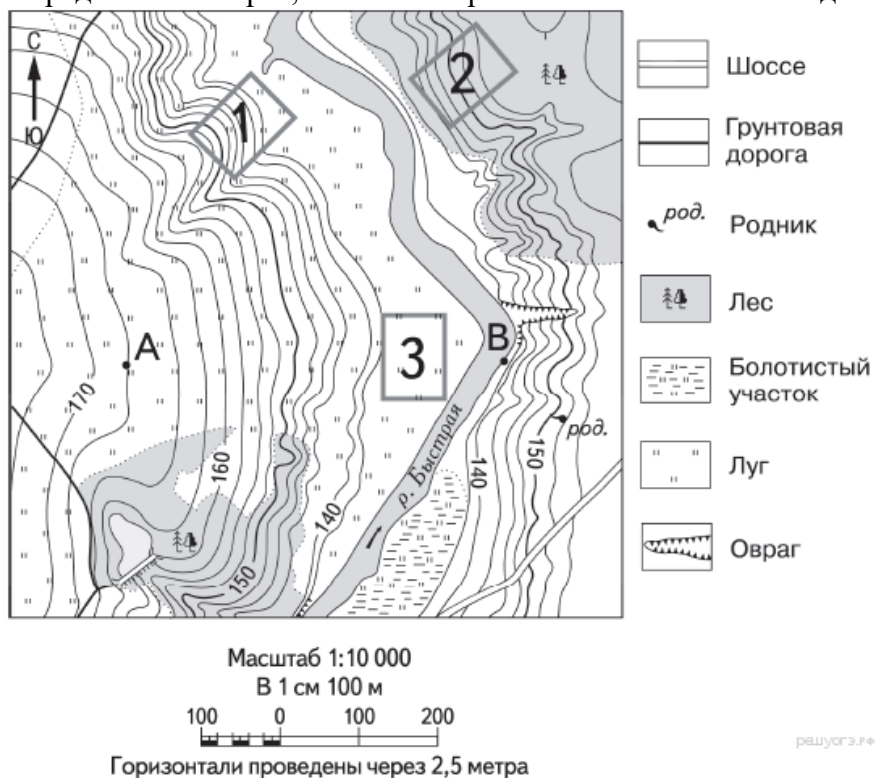 С
Ю
1
2
3
А
В
170
160
150
140
140
150
род.
р. Быстрая
Шоссе
Грунтовая
дорога
род.
Родник
Лес
Болотистый
участок
Луг
Овраг
Масштаб 1:10 000
В 1 см 100 м
100 0 100 200
Горизонтали проведены через 2,5 метра
решуогэ.рф